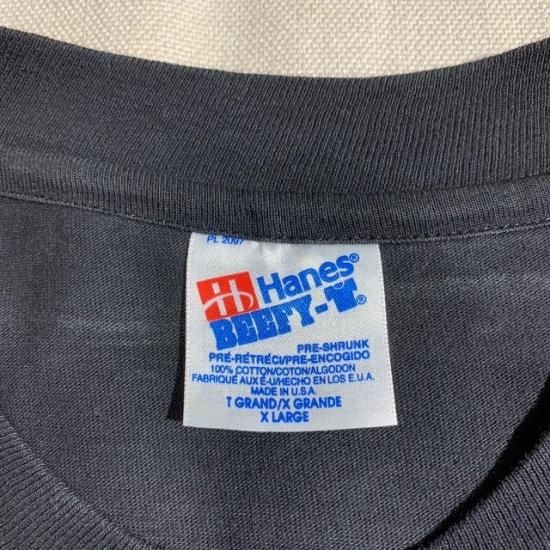 PL 2097
Hanes®
BEEFY-T®
PRE-SHRUNK
PRÉ-RÉTRÉCI/PRE-ENCOGIDO
100% COTTON/COTON/ALGODON
FABRIQUÉ AUX É-U/HECHO EN LOS E.U.A.
MADE IN U.S.A.
T GRAND/X GRANDE
X LARGE